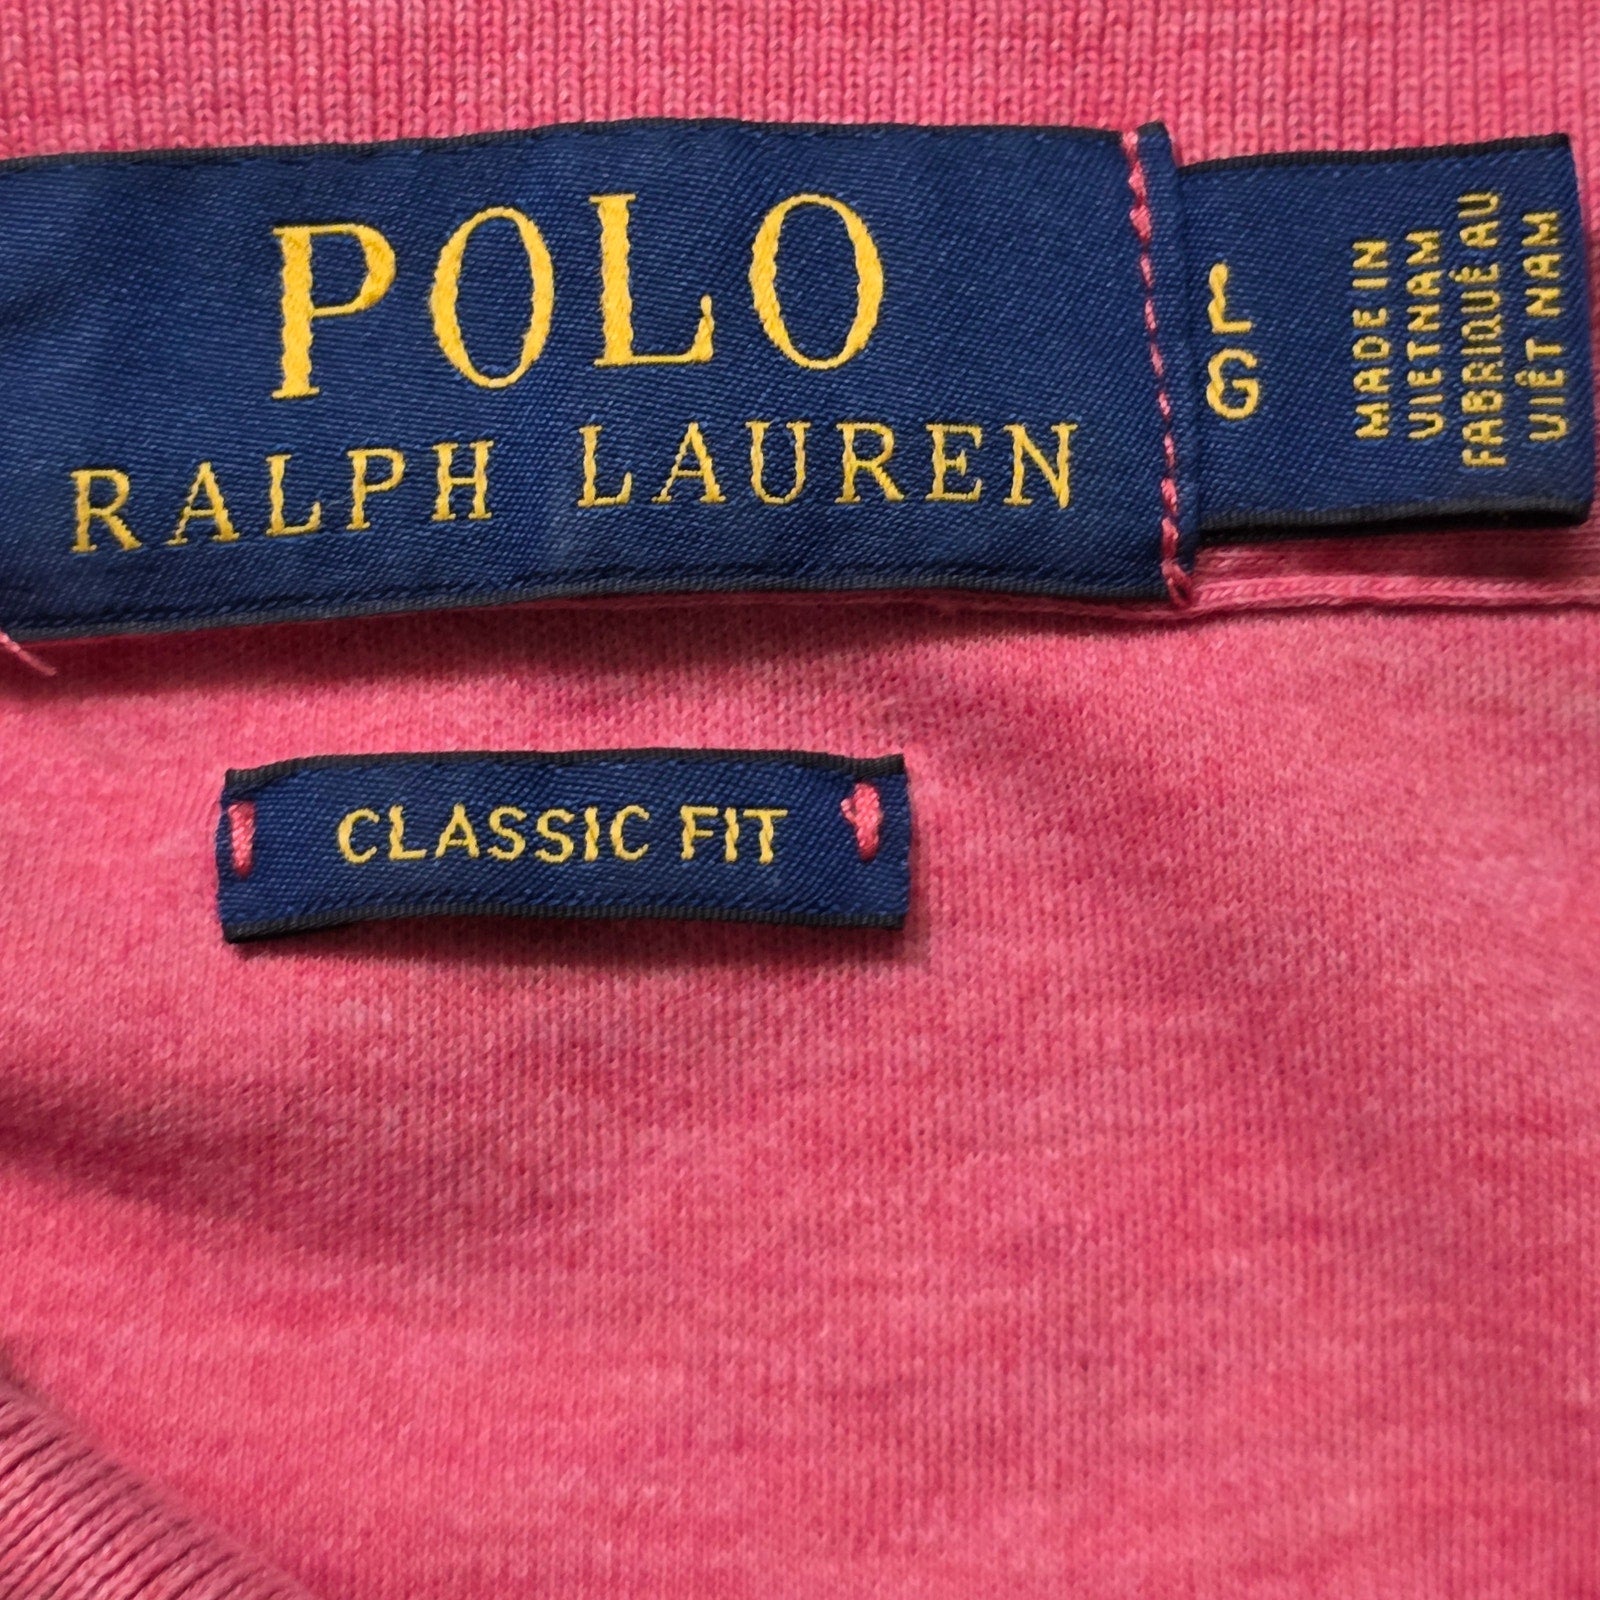 POLO
RALPH LAUREN
L
G
MADE IN
VIETNAM
FABRIQUÉ AU
VIÊT NAM
CLASSIC FIT